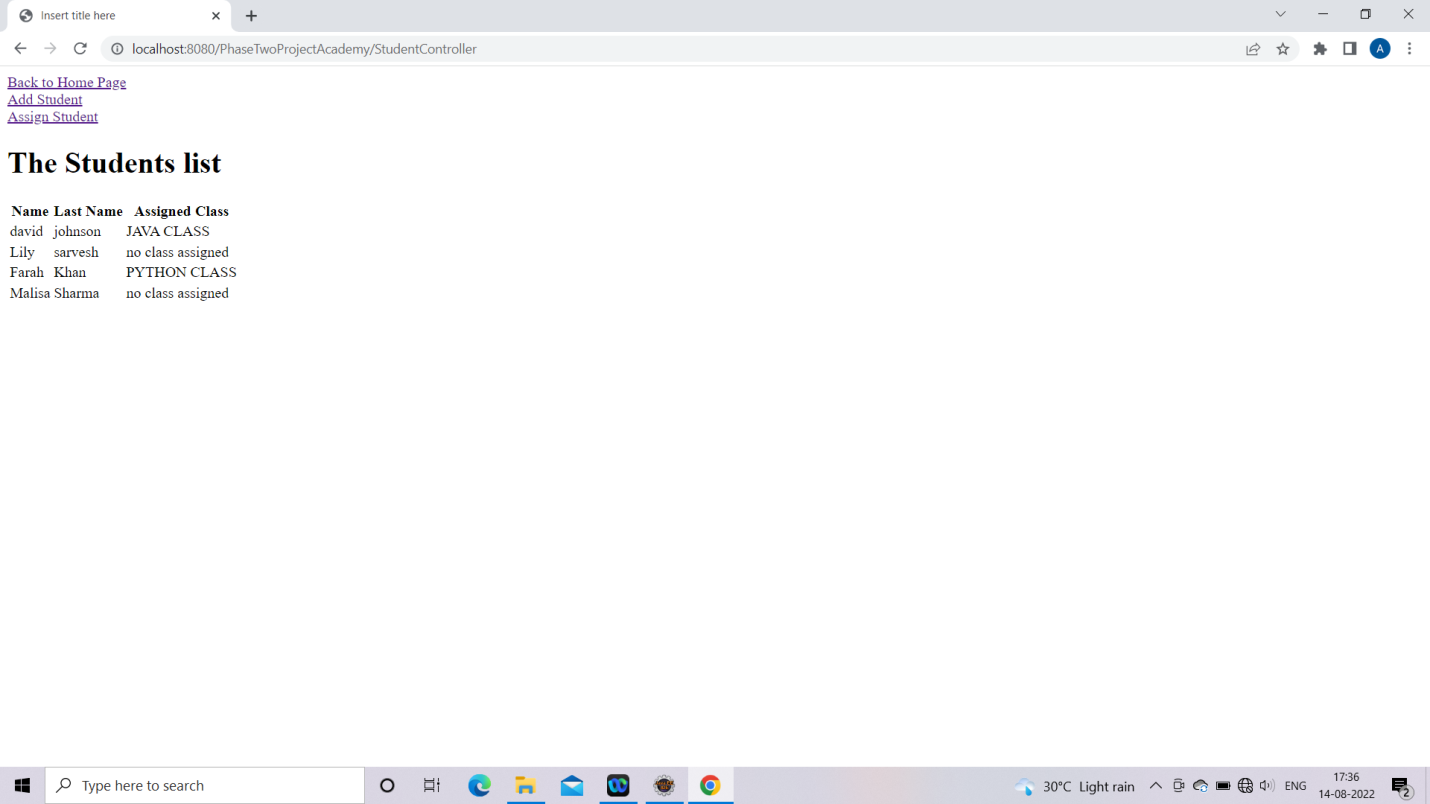 Insert title here
localhost:8080/PhaseTwoProjectAcademy/StudentController
A
Back to Home Page
Add Student
Assign Student
The Students list
Name Last Name Assigned Class
david johnson JAVA CLASS
Lily sarvesh no class assigned
Farah Khan PYTHON CLASS
Malisa Sharma no class assigned
Type here to search
30°C Light rain
ENG
17:36
14-08-2022
2